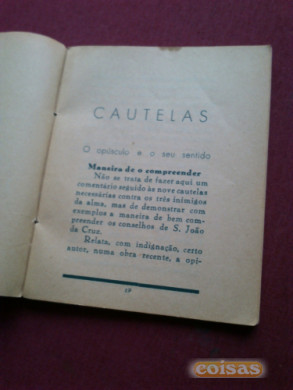 CAUTELAS
O opúsculo e o seu sentido
Maneira de o compreender
Não se trata de fazer aqui um
comentário seguido às nove cautelas
necessárias contra os três inimigos
da alma, mas de demonstrar com
exemplos a maneira de bem com-
preender os conselhos de S. João
da Cruz.
Relata, com indignação, certo
autor, numa obra recente, a opi-
49
coisas